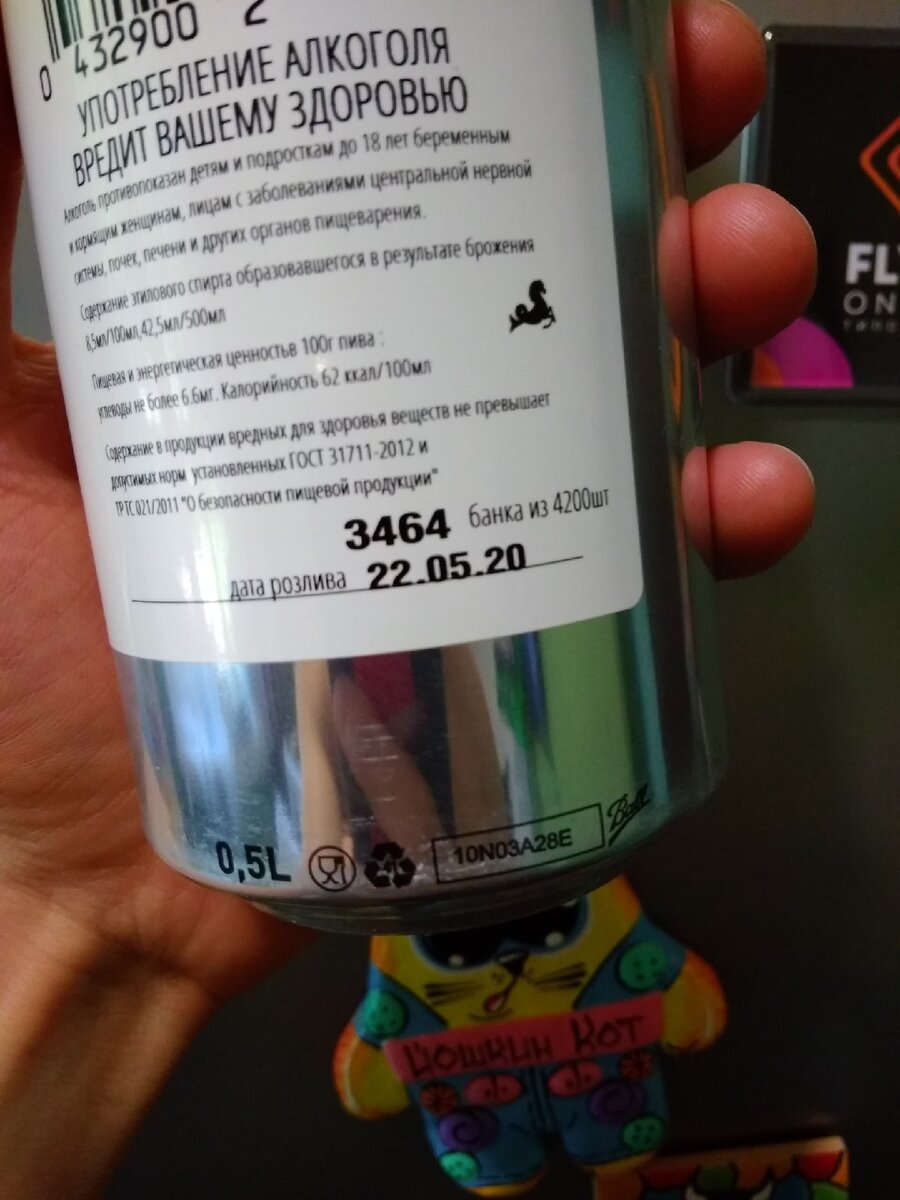 0 432900 2
УПОТРЕБЛЕНИЕ АЛКОГОЛЯ
ВРЕДИТ ВАШЕМУ ЗДОРОВЬЮ
Алкоголь противопоказан детям и подросткам до 18 лет беременным
и кормящим женщинам, лицам с заболеваниями центральной нервной
системы, почек, печени и других органов пищеварения.
Содержание этилового спирта образовавшегося в результате брожения
8,5мл/100мл,42,5мл/500мл
Пищевая и энергетическая ценностьв 100г пива :
углеводы не более 6.6мг. Калорийность 62 ккал/100мл
Содержание в продукции вредных для здоровья веществ не превышает
допустимых норм установленных ГОСТ 31711-2012 и
ТР ТС 021/2011 "О безопасности пищевой продукции"
3464 банка из 4200шт
дата розлива 22.05.20
0,5L 10N03A28E Ball
FL
ON
ТИПО
ЙОШКИН КОТ